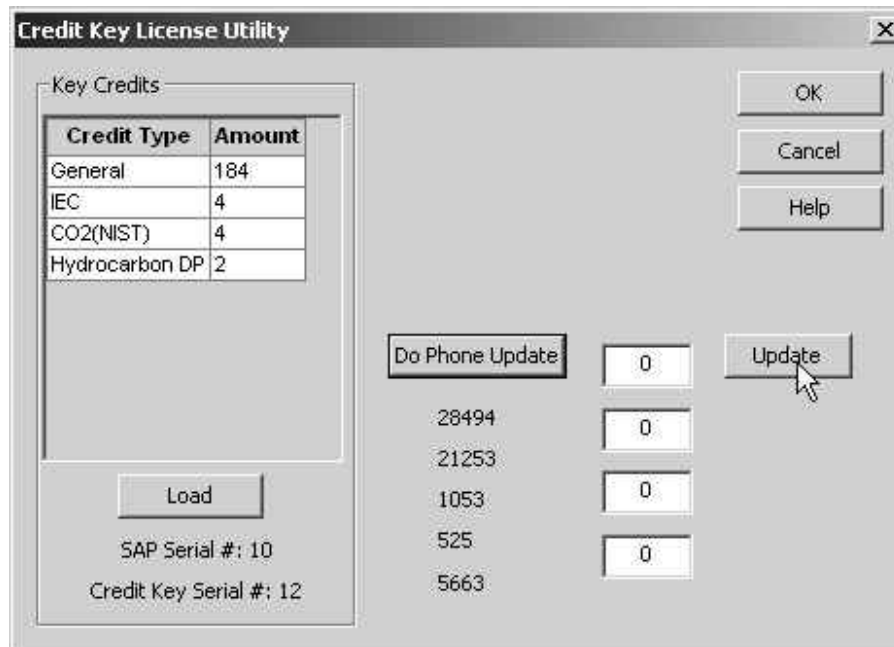 Credit Key License Utility
Key Credits
Credit Type Amount
General 184
IEC 4
CO2(NIST) 4
Hydrocarbon DP 2
Load
SAP Serial #: 10
Credit Key Serial #: 12
OK
Cancel
Help
Do Phone Update 0 Update
28494 0
21253
1053 0
525 0
5663